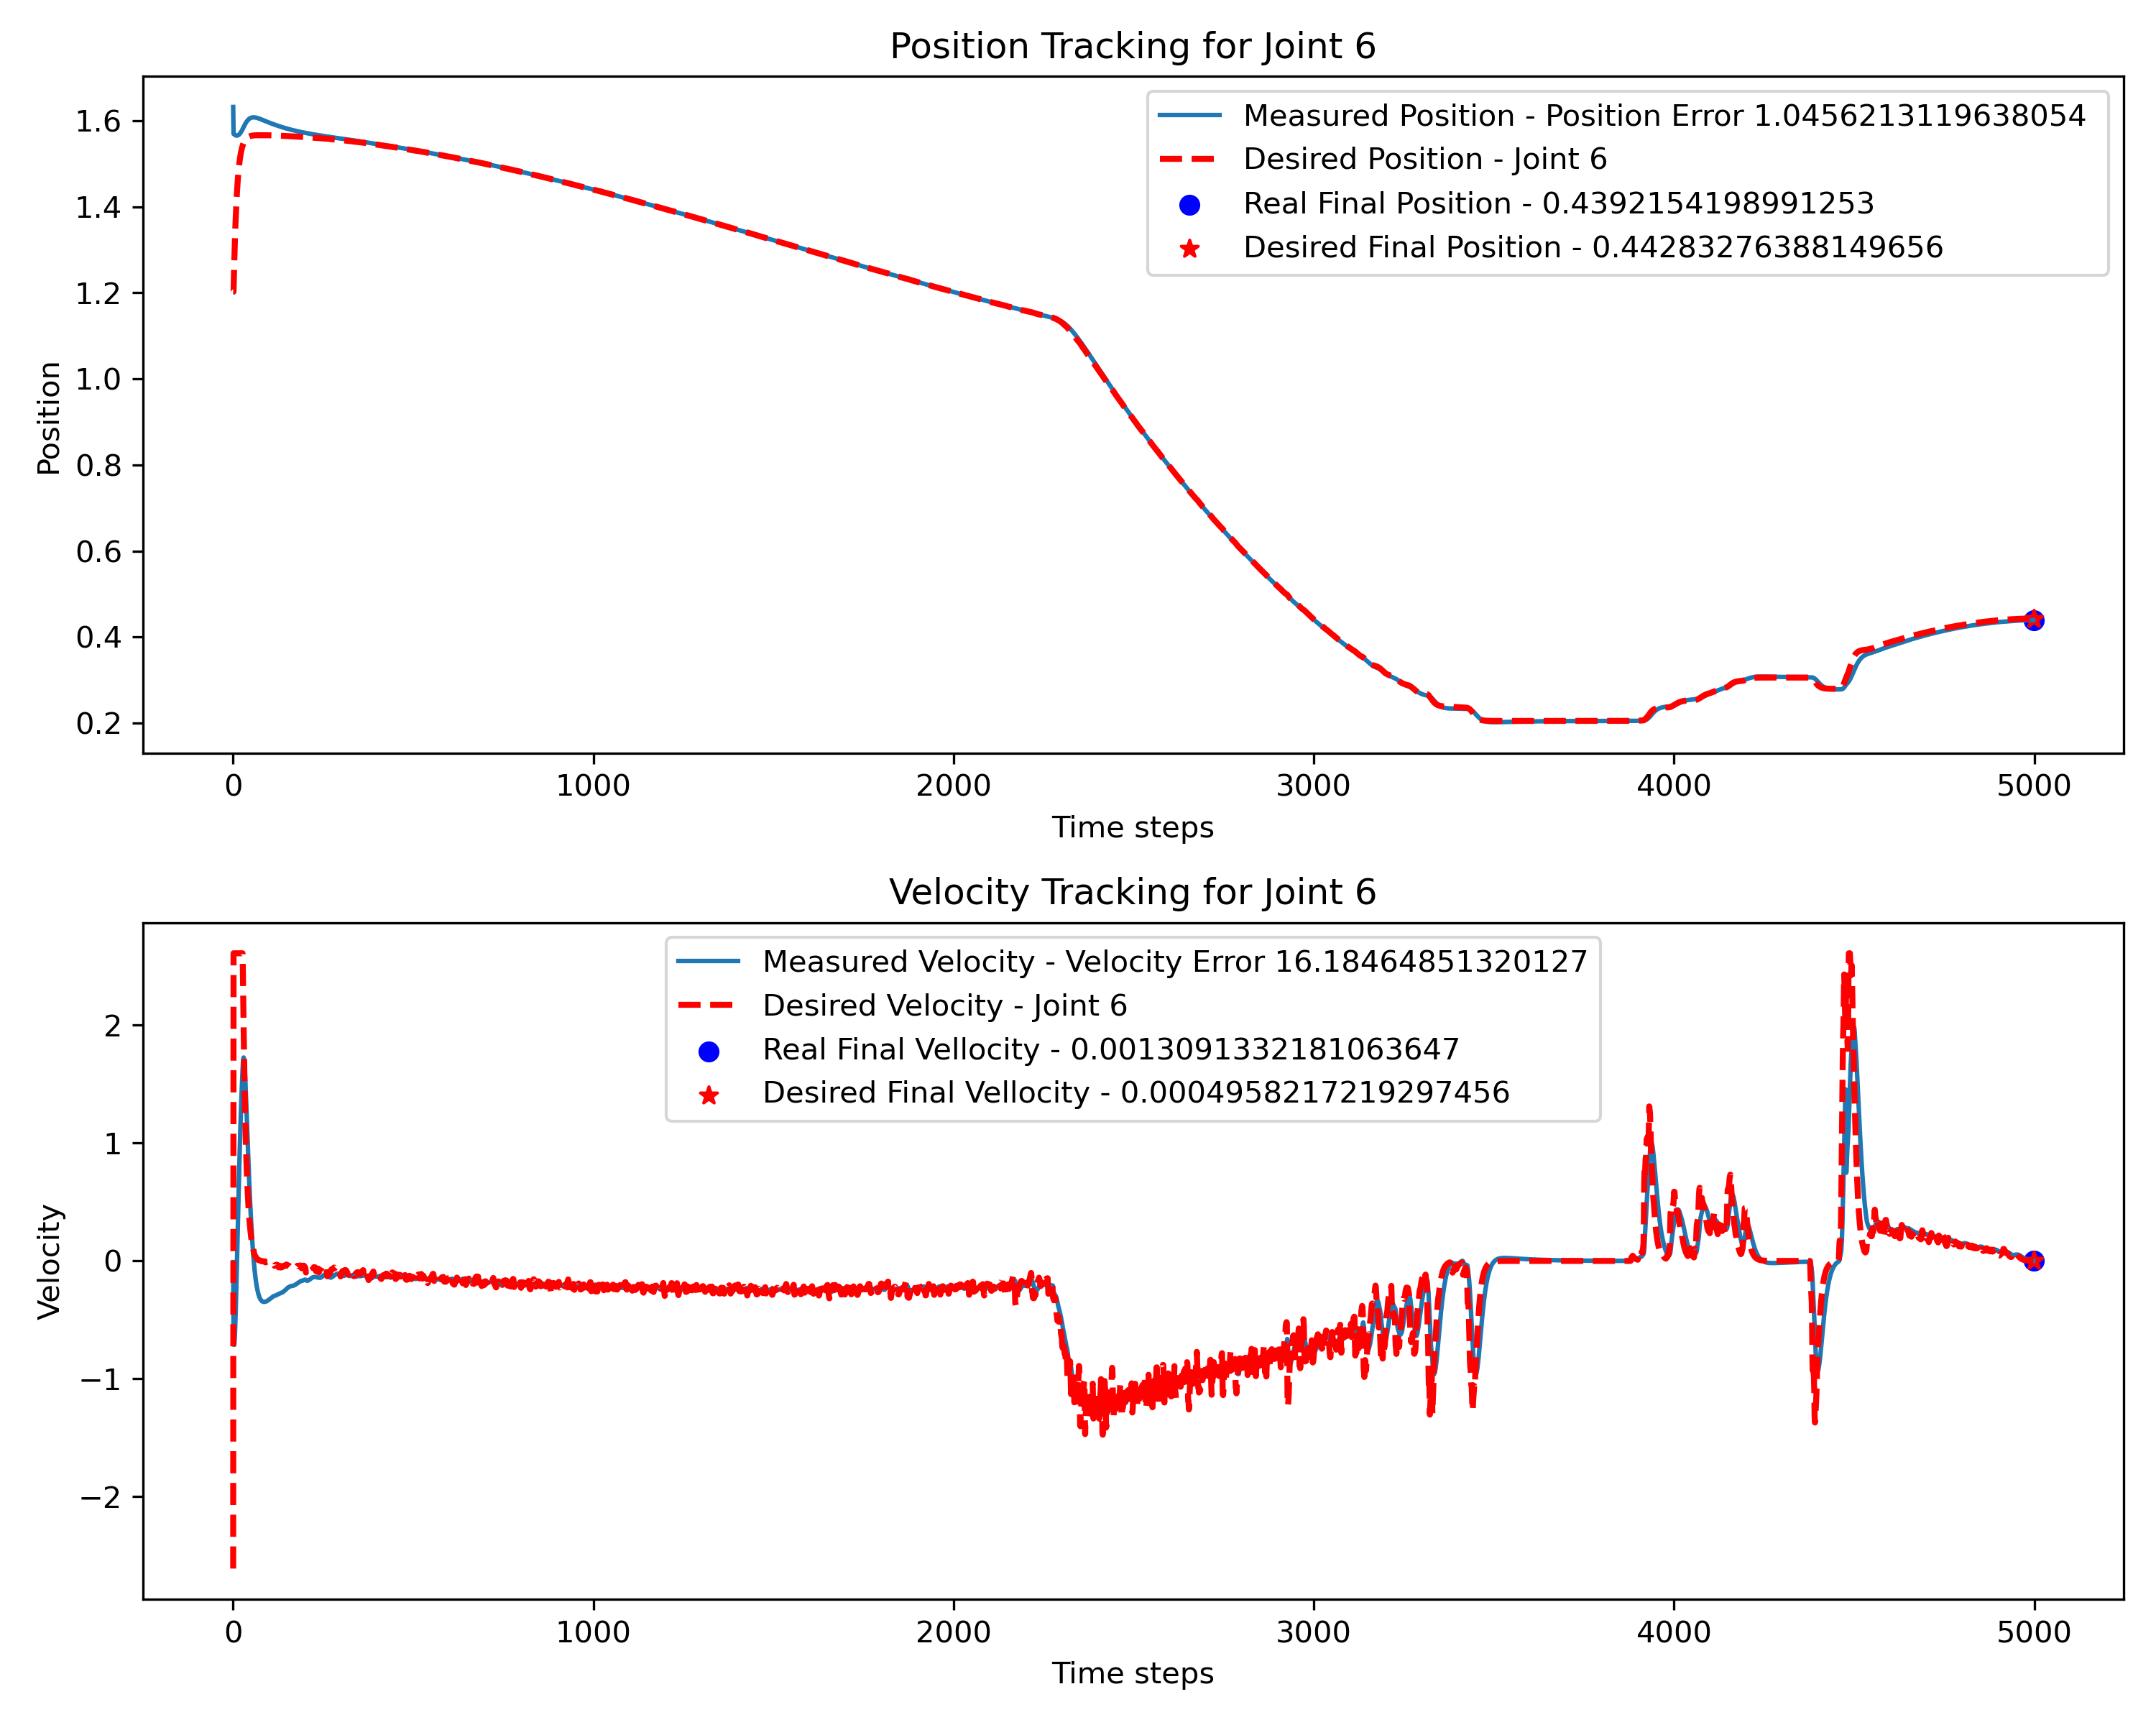 Position Tracking for Joint 6
Measured Position - Position Error 1.0456213119638054
Desired Position - Joint 6
Real Final Position - 0.4392154198991253
Desired Final Position - 0.44283276388149656
Position
1.6
1.4
1.2
1.0
0.8
0.6
0.4
0.2
0 1000 2000 3000 4000 5000
Time steps
Velocity Tracking for Joint 6
Measured Velocity - Velocity Error 16.18464851320127
Desired Velocity - Joint 6
Real Final Vellocity - 0.0013091332181063647
Desired Final Vellocity - 0.0004958217219297456
Velocity
2
1
0
−1
−2
0 1000 2000 3000 4000 5000
Time steps